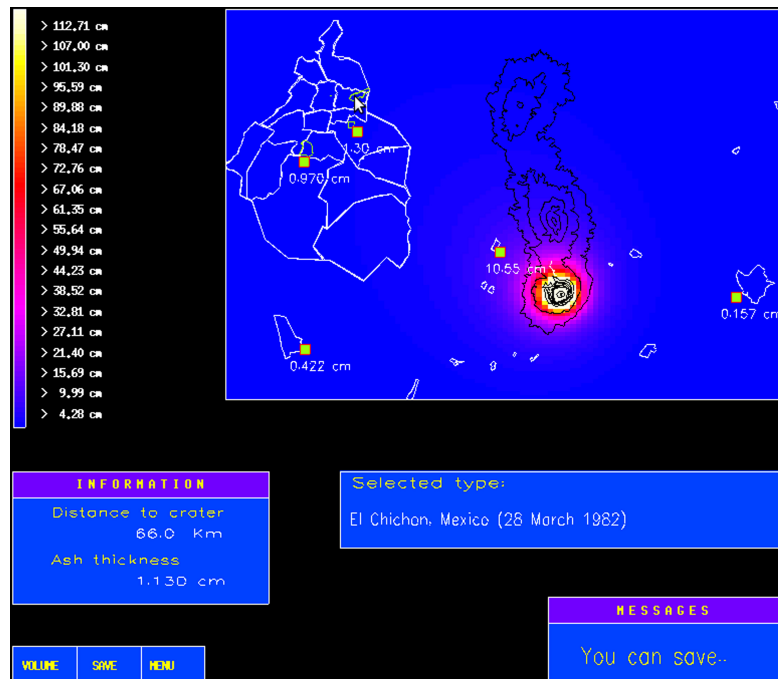 > 112,71 cm
> 107,00 cm
> 101,30 cm
> 95,59 cm
> 89,88 cm
> 84,18 cm
> 78,47 cm
> 72,76 cm
> 67,06 cm
> 61,35 cm
> 55,64 cm
> 49,94 cm
> 44,23 cm
> 38,52 cm
> 32,81 cm
> 27,11 cm
> 21,40 cm
> 15,69 cm
> 9,99 cm
> 4,28 cm
1.30 cm
0.970 cm
10.55 cm
0.157 cm
0.422 cm
INFORMATION
Distance to crater
66.0 Km
Ash thickness
1.130 cm
Selected type:
El Chichon, Mexico (28 March 1982)
MESSAGES
You can save..
VOLUME SAVE MENU